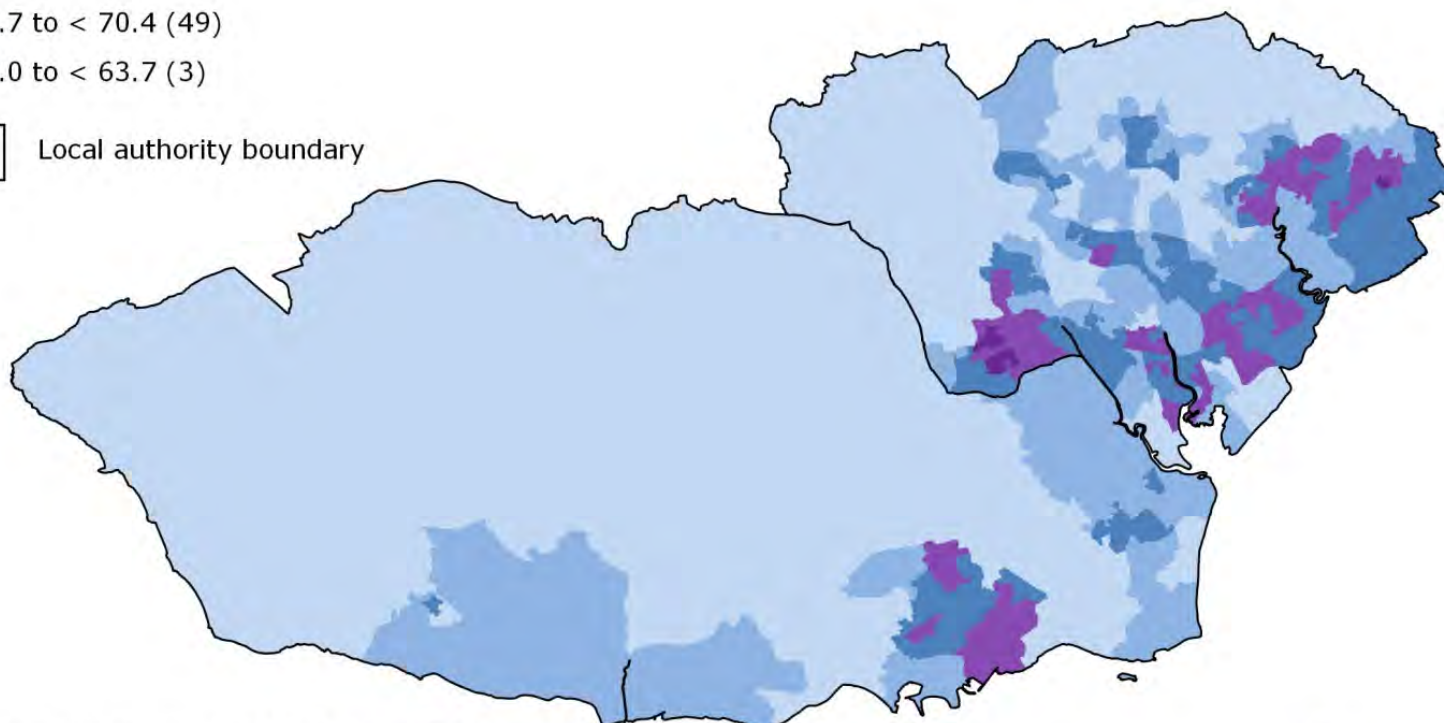 .7 to < 70.4 (49)
.0 to < 63.7 (3)
Local authority boundary